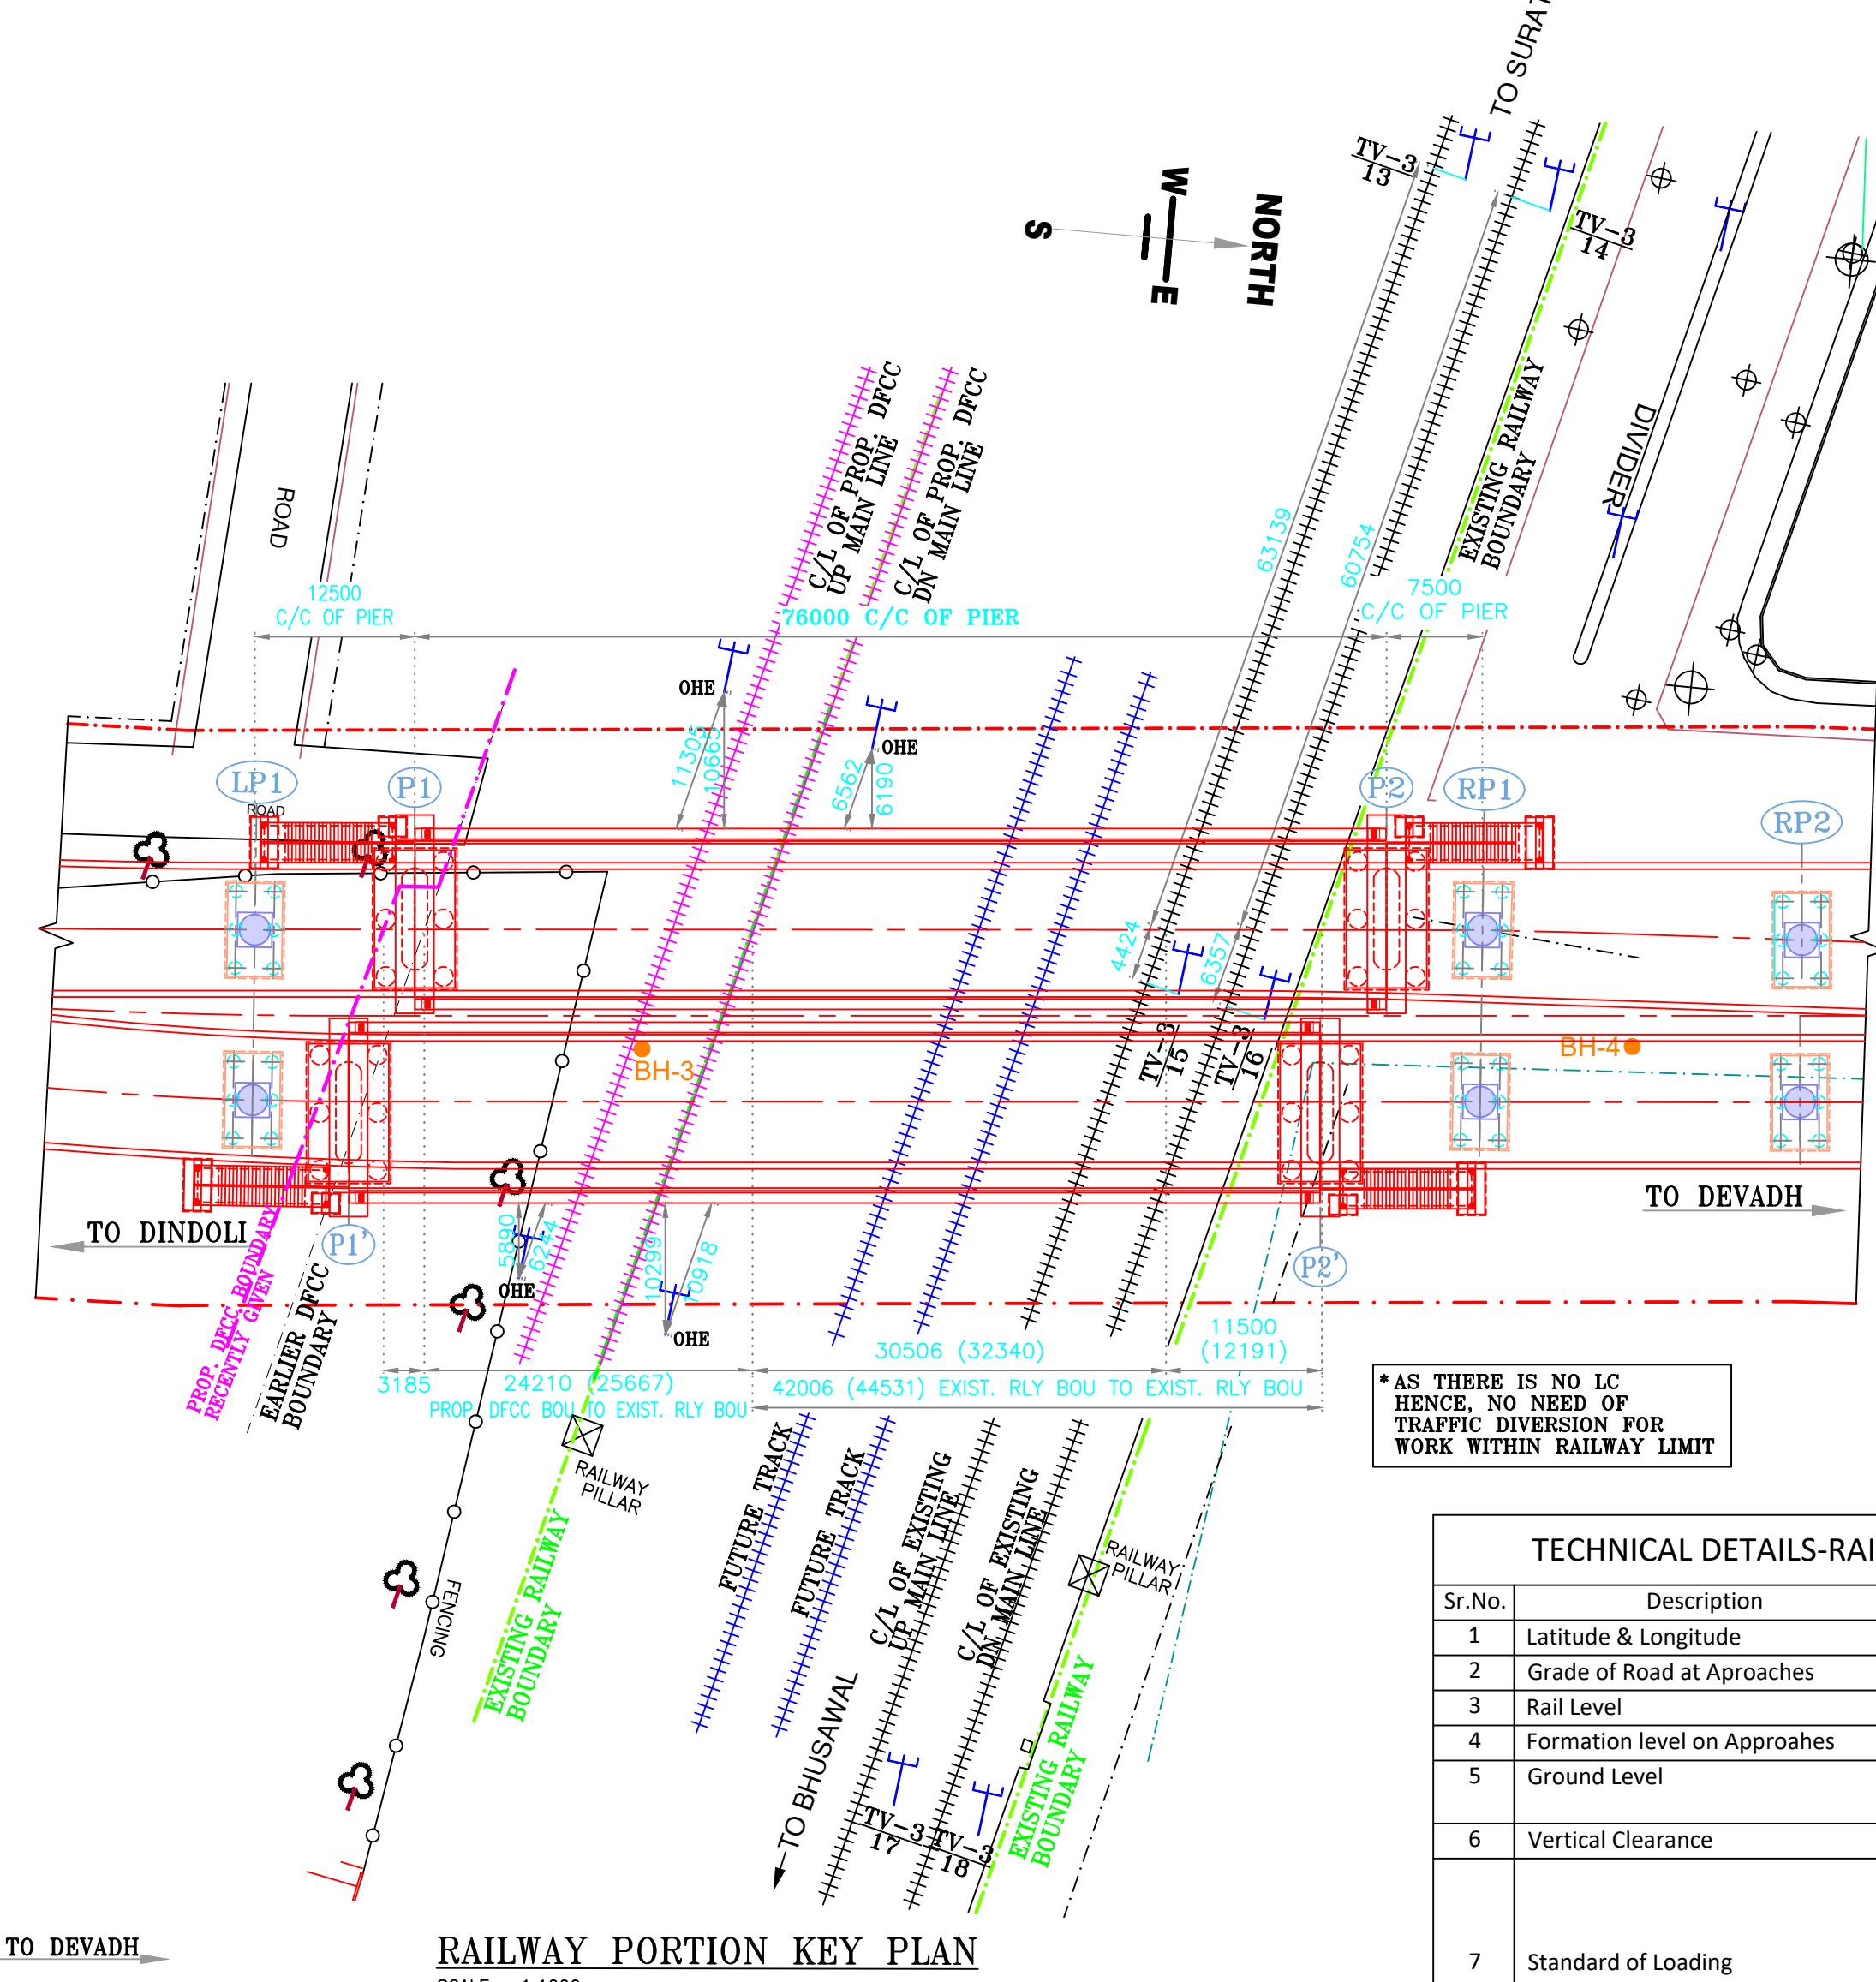 TO SURAT
TV-3
13
W
E
S
NORTH
TV-3
14
ROAD
DIVIDER
C/L OF PROP. DFCC
UP MAIN LINE
C/L OF PROP. DFCC
DN MAIN LINE
63139
60754
EXISTING RAILWAY
BOUNDARY
12500
C/C OF PIER
76000 C/C OF PIER
7500
C/C OF PIER
OHE
OHE
11305
10665
6562
6190
LP1
P1
P2
RP1
RP2
ROAD
4424
6357
BH-3
TV-3
15
TV-3
16
BH-4
TO DINDOLI
TO DEVADH
P1'
P2'
5890
6244
10299
10918
OHE
OHE
PROP. DFCC BOUNDARY
RECENTLY GIVEN
EARLIER DFCC
BOUNDARY
3185
24210 (25667)
PROP. DFCC BOU TO EXIST. RLY BOU
30506 (32340)
11500
(12191)
42006 (44531) EXIST. RLY BOU TO EXIST. RLY BOU
* AS THERE IS NO LC
HENCE, NO NEED OF
TRAFFIC DIVERSION FOR
WORK WITHIN RAILWAY LIMIT
RAILWAY
PILLAR
FUTURE TRACK
FUTURE TRACK
C/L OF EXISTING
UP MAIN LINE
C/L OF EXISTING
DN MAIN LINE
RAILWAY
PILLAR
FENCING
EXISTING RAILWAY
BOUNDARY
TO BHUSAWAL
EXISTING RAILWAY
BOUNDARY
TV-3
17
TV-3
18
TECHNICAL DETAILS-RAI
Sr.No. Description
1 Latitude & Longitude
2 Grade of Road at Aproaches
3 Rail Level
4 Formation level on Approahes
5 Ground Level
6 Vertical Clearance
7 Standard of Loading
TO DEVADH
RAILWAY PORTION KEY PLAN